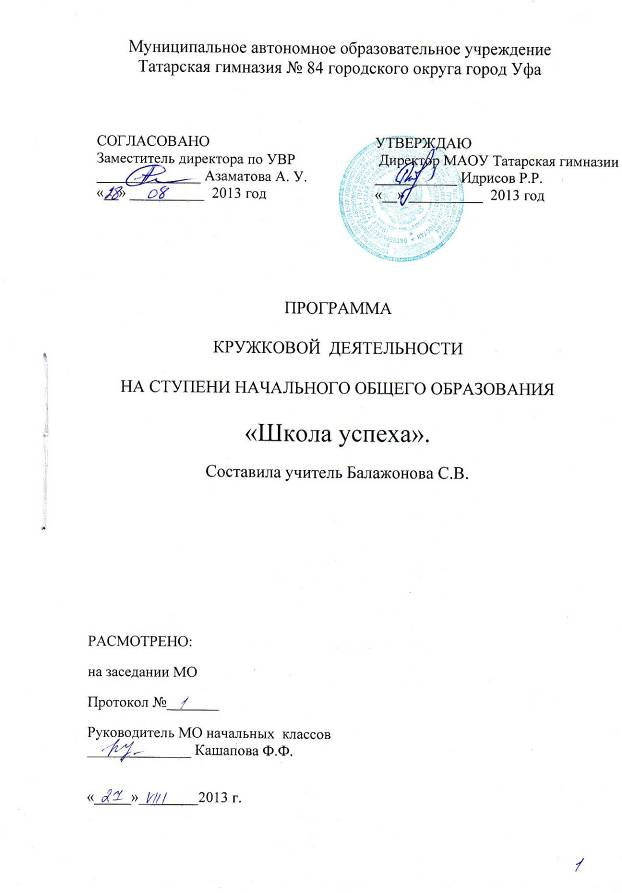 Муниципальное автономное образовательное учреждение
Татарская гимназия № 84 городского округа город Уфа
СОГЛАСОВАНО
Заместитель директора по УВР
____________ Азаматова А. У.
«28» 08 2013 год
УТВЕРЖДАЮ
Директор МАОУ Татарская гимназии
____________ Идрисов Р.Р.
«__»__________ 2013 год
ПРОГРАММА
КРУЖКОВОЙ ДЕЯТЕЛЬНОСТИ
НА СТУПЕНИ НАЧАЛЬНОГО ОБЩЕГО ОБРАЗОВАНИЯ
«Школа успеха».
Составила учитель Балажонова С.В.
РАСМОТРЕНО:
на заседании МО
Протокол № 1
Руководитель МО начальных классов
____________ Кашапова Ф.Ф.
«27» VIII 2013 г.
1